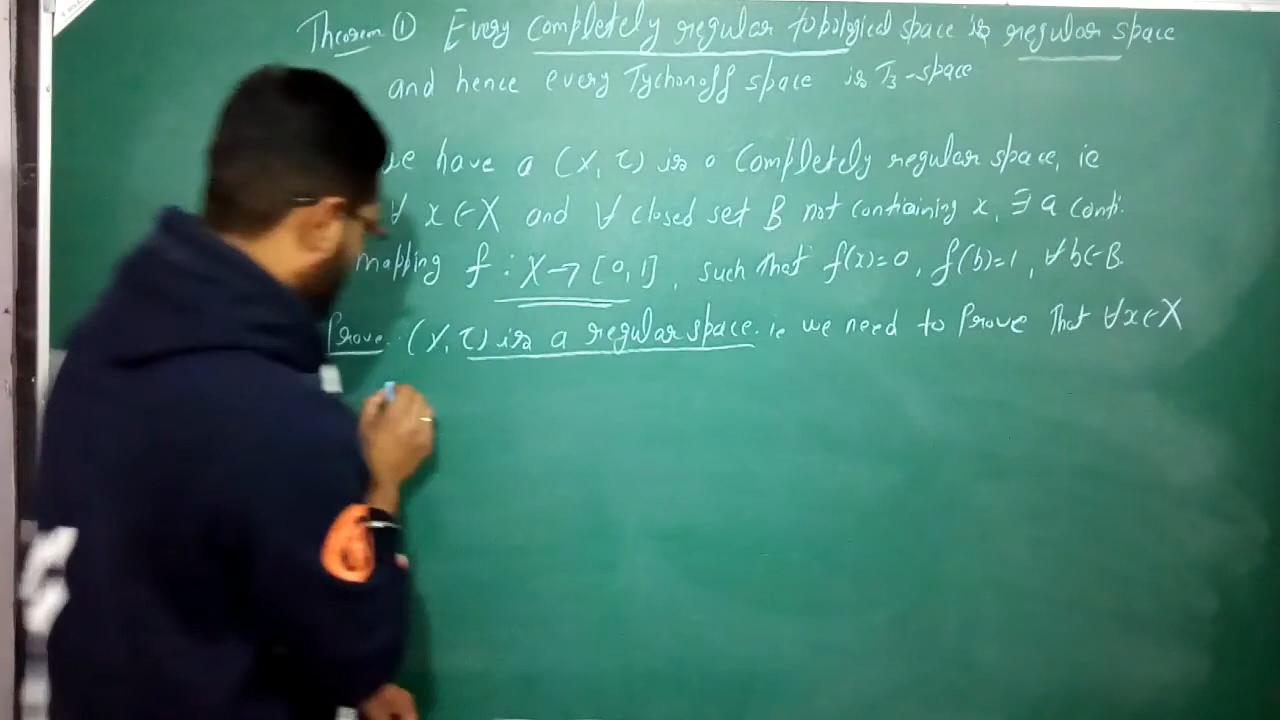 Theorem ① Every Completely regular topological space is regular space
and hence every Tychonoff space is T₃-space
have a (X, τ) is a Completely regular space, ie
∀ x ∈ X and ∀ closed set B not containing x, ∃ a conti.
mapping f : X → [0, 1], such that f(x)=0, f(b)=1, ∀ b ∈ B.
Prove (X, τ) is a regular space. ie we need to Prove that ∀ x ∈ X